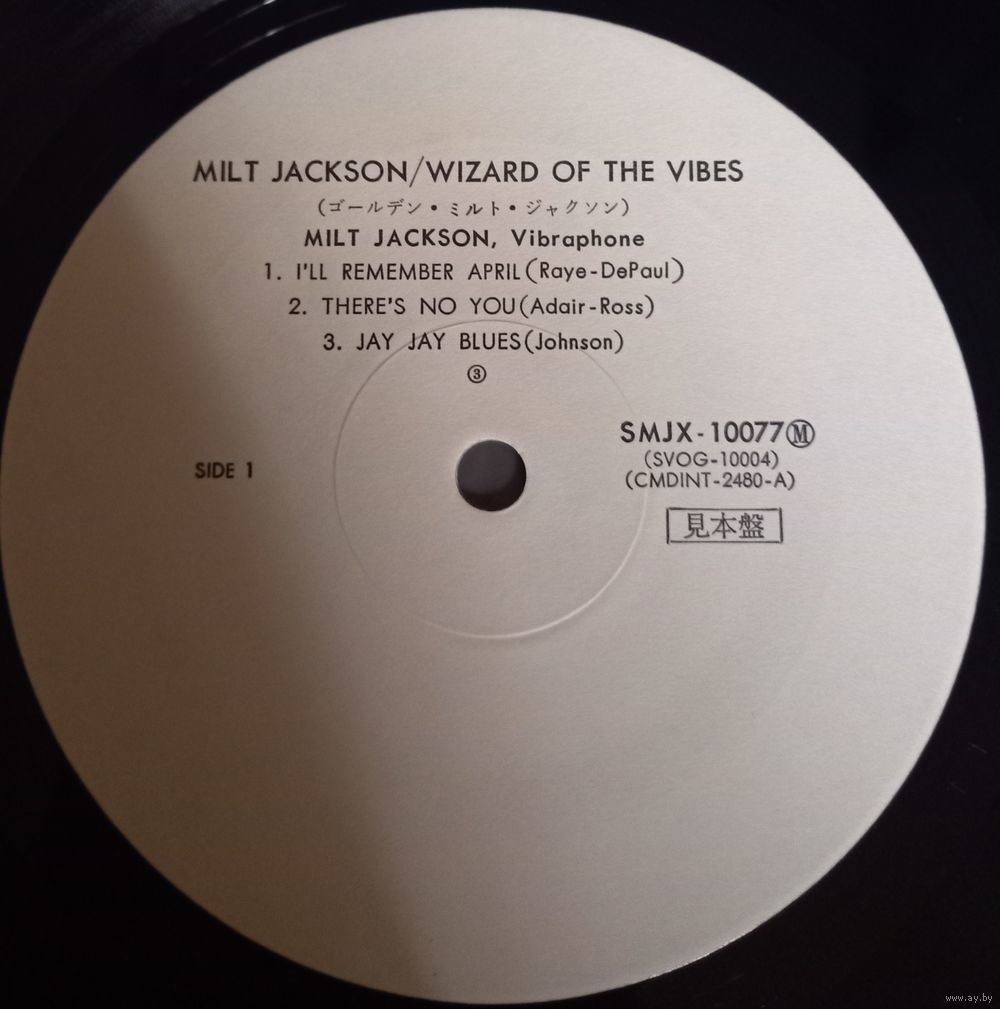 MILT JACKSON/WIZARD OF THE VIBES
(ゴールデン・ミルト・ジャクソン)
MILT JACKSON, Vibraphone
1. I'LL REMEMBER APRIL(Raye-DePaul)
2. THERE'S NO YOU(Adair-Ross)
3. JAY JAY BLUES(Johnson)
③
SIDE 1
SMJX-10077Ⓜ
(SVOG-10004)
(CMDINT-2480-A)
見本盤
www.ay.by